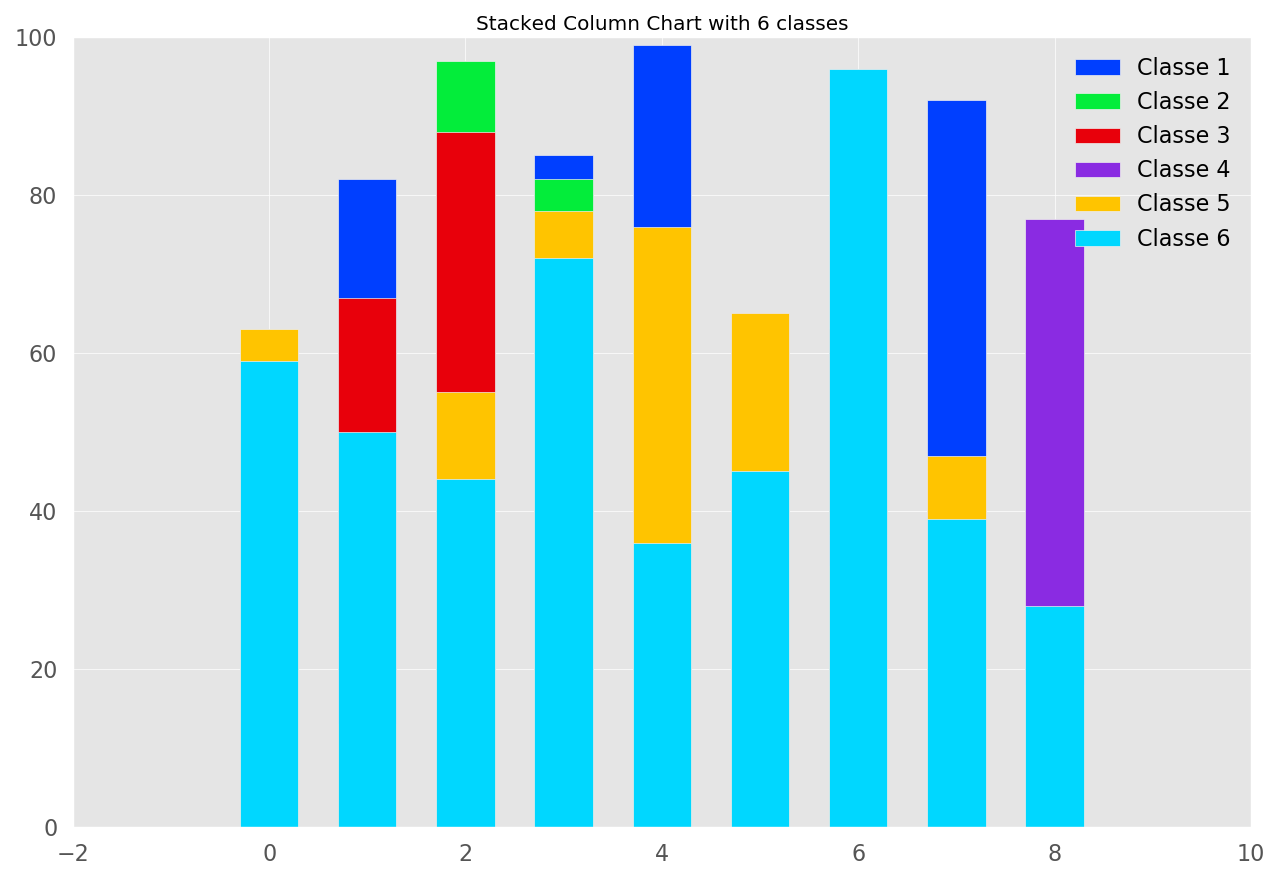 Stacked Column Chart with 6 classes
100
80
60
40
20
0
Classe 1
Classe 2
Classe 3
Classe 4
Classe 5
Classe 6
−2 0 2 4 6 8 10